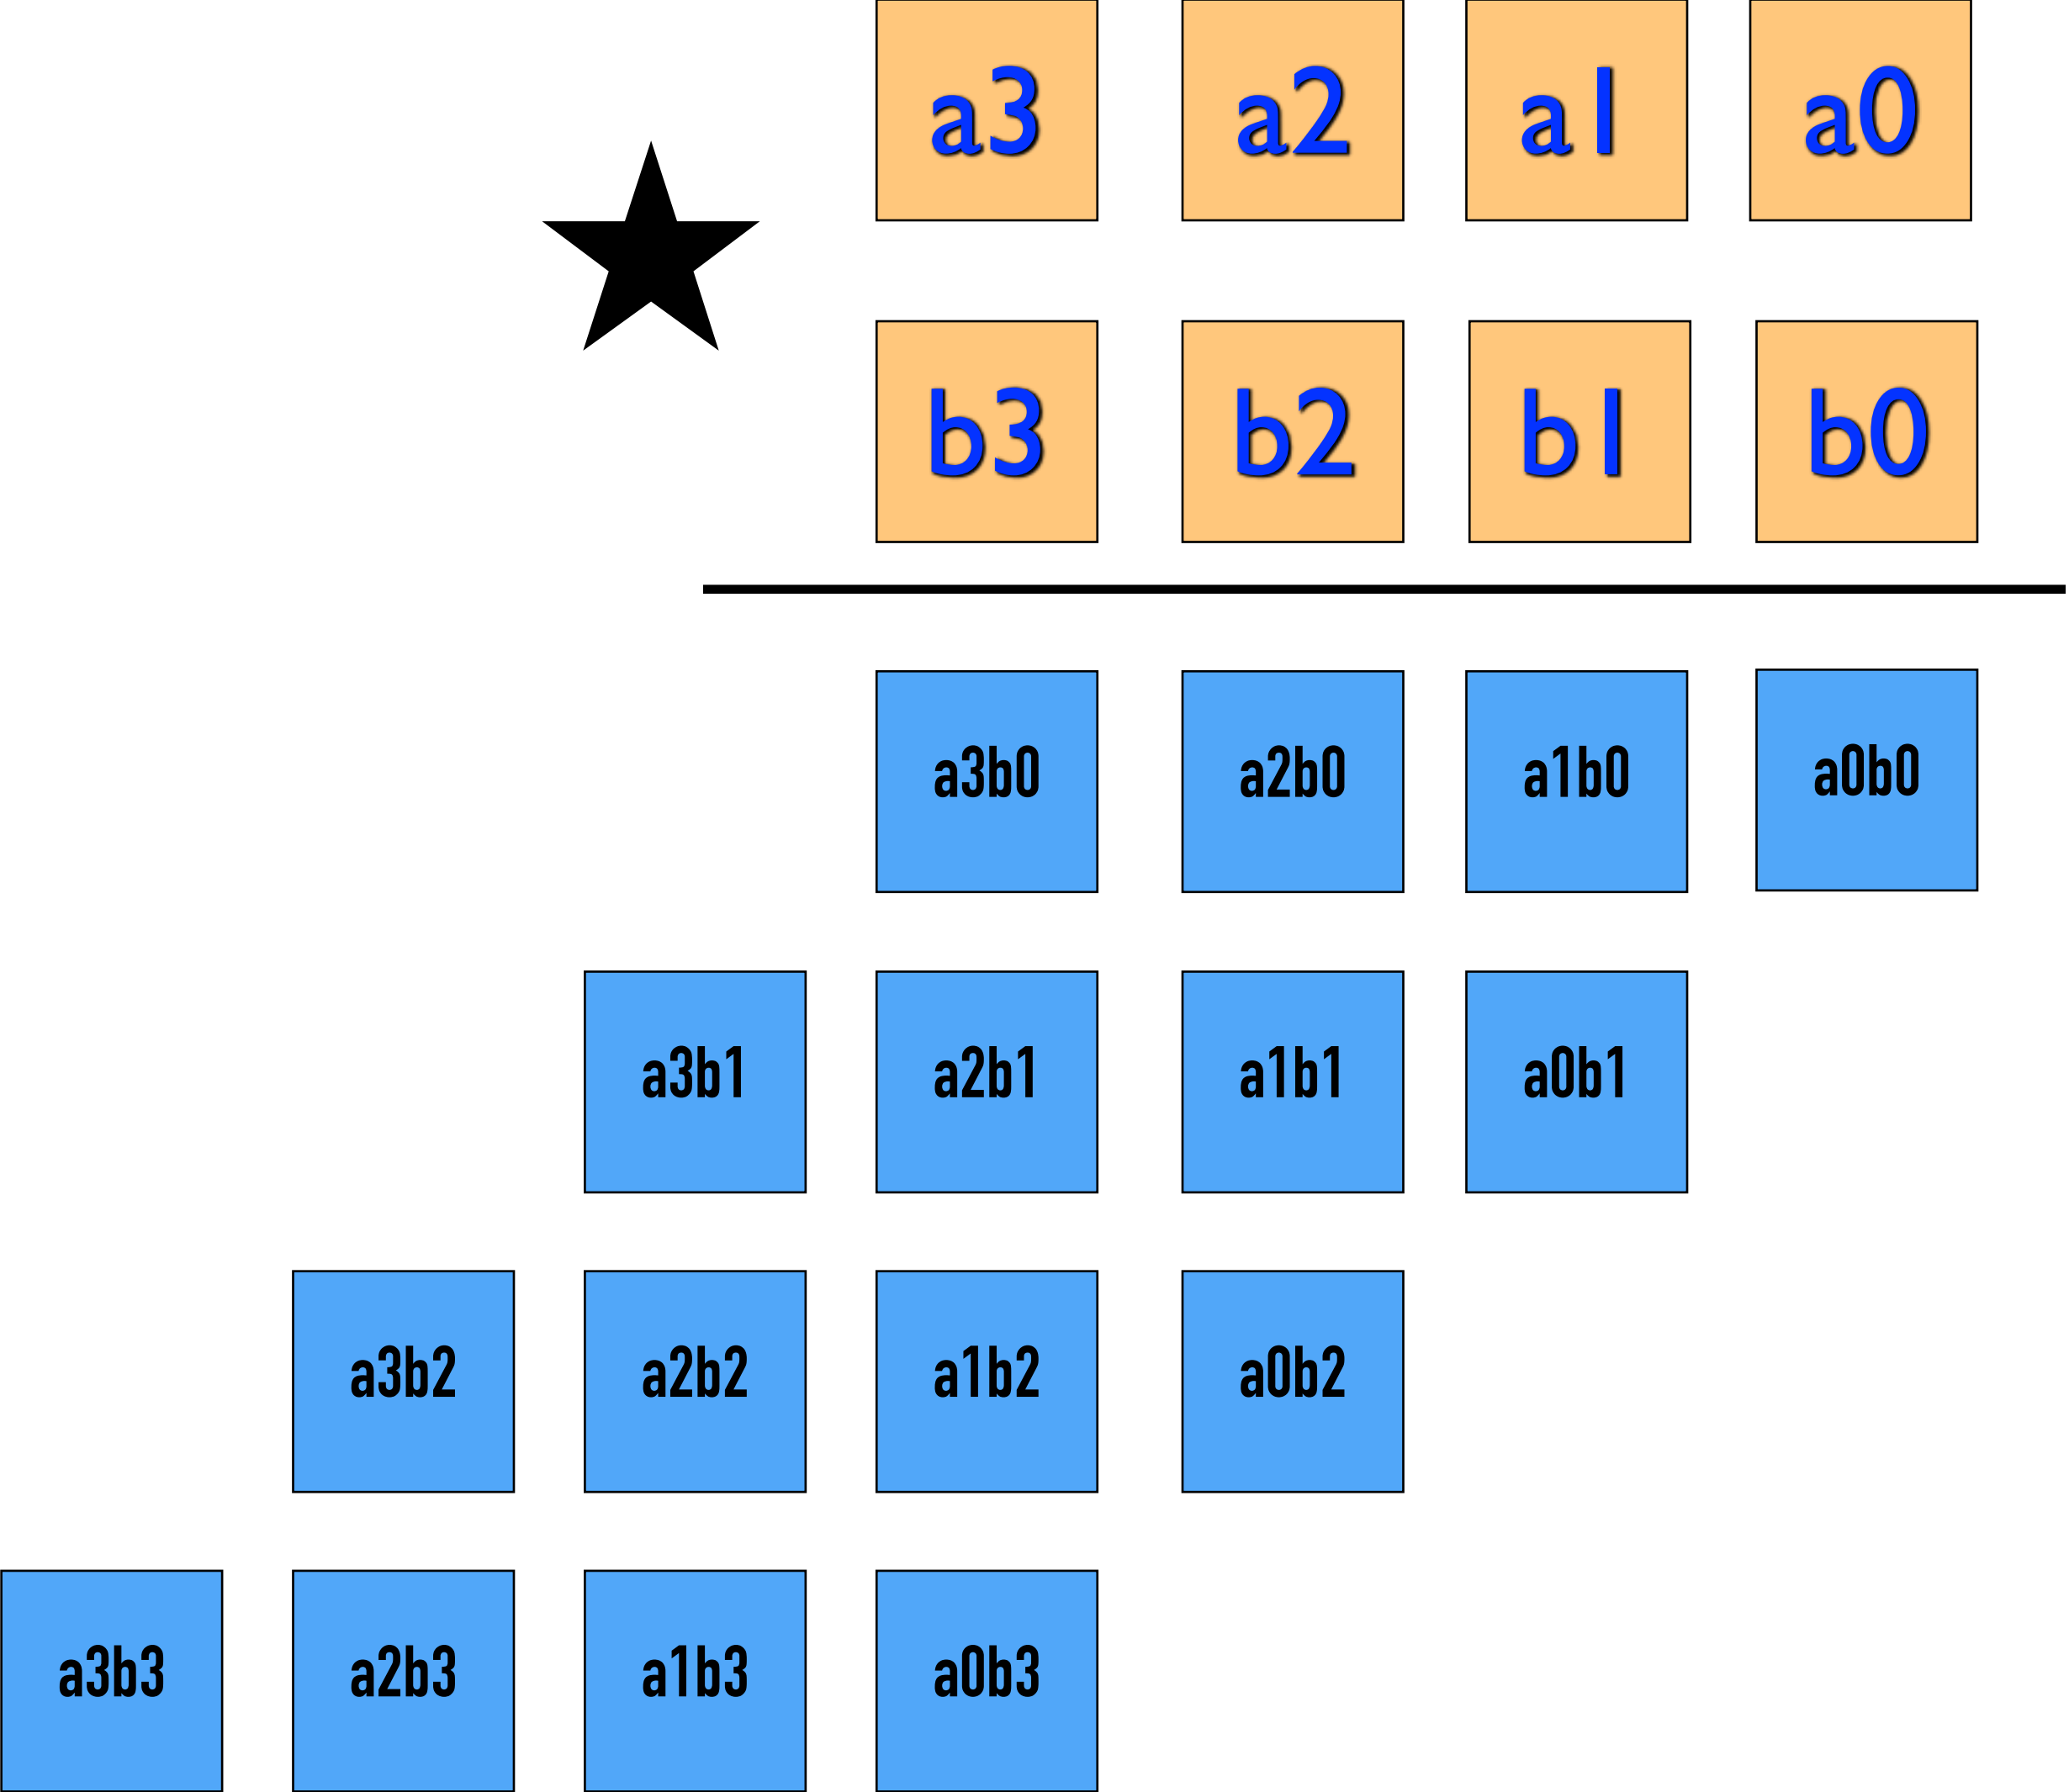 a3 a2 a1 a0
b3 b2 b1 b0
a3b0 a2b0 a1b0 a0b0
a3b1 a2b1 a1b1 a0b1
a3b2 a2b2 a1b2 a0b2
a3b3 a2b3 a1b3 a0b3